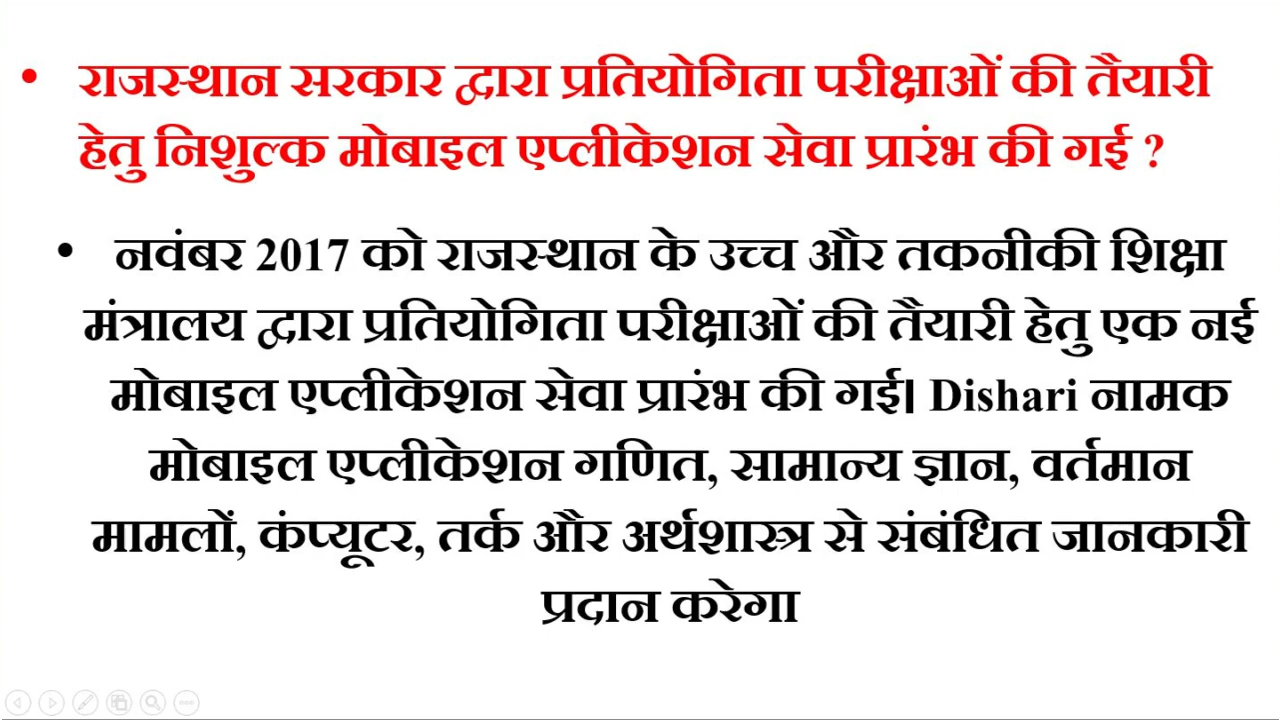 • राजस्थान सरकार द्वारा प्रतियोगिता परीक्षाओं की तैयारी
हेतु निशुल्क मोबाइल एप्लीकेशन सेवा प्रारंभ की गई ?
• नवंबर 2017 को राजस्थान के उच्च और तकनीकी शिक्षा
मंत्रालय द्वारा प्रतियोगिता परीक्षाओं की तैयारी हेतु एक नई
मोबाइल एप्लीकेशन सेवा प्रारंभ की गई। Dishari नामक
मोबाइल एप्लीकेशन गणित, सामान्य ज्ञान, वर्तमान
मामलों, कंप्यूटर, तर्क और अर्थशास्त्र से संबंधित जानकारी
प्रदान करेगा